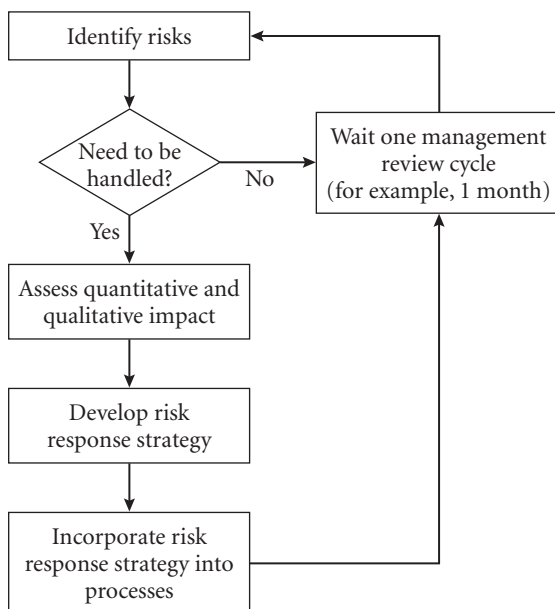 Identify risks
Need to be
handled?
No
Yes
Wait one management
review cycle
(for example, 1 month)
Assess quantitative and
qualitative impact
Develop risk
response strategy
Incorporate risk
response strategy into
processes